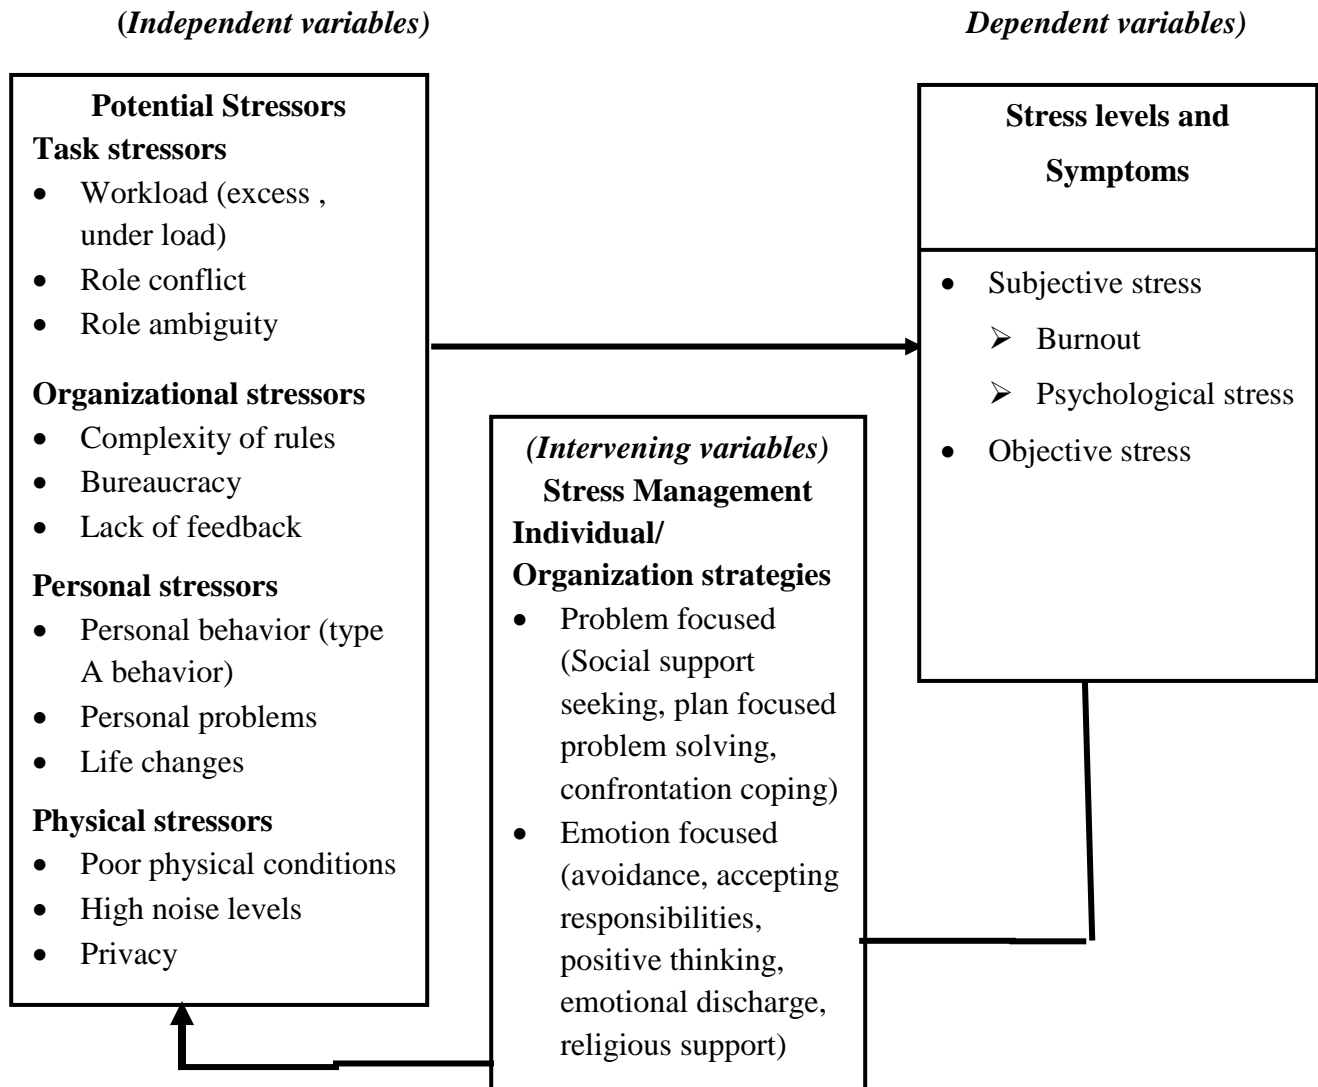 (Independent variables)
Dependent variables)
Potential Stressors
Task stressors
• Workload (excess ,
under load)
• Role conflict
• Role ambiguity
Organizational stressors
• Complexity of rules
• Bureaucracy
• Lack of feedback
Personal stressors
• Personal behavior (type
A behavior)
• Personal problems
• Life changes
Physical stressors
• Poor physical conditions
• High noise levels
• Privacy
(Intervening variables)
Stress Management
Individual/
Organization strategies
• Problem focused
(Social support
seeking, plan focused
problem solving,
confrontation coping)
• Emotion focused
(avoidance, accepting
responsibilities,
positive thinking,
emotional discharge,
religious support)
Stress levels and
Symptoms
• Subjective stress
➢ Burnout
➢ Psychological stress
• Objective stress